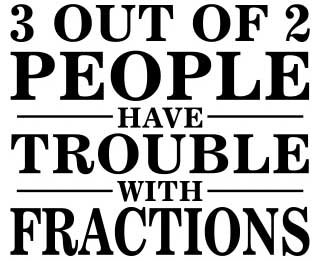 3 OUT OF 2
PEOPLE
HAVE
TROUBLE
WITH
FRACTIONS